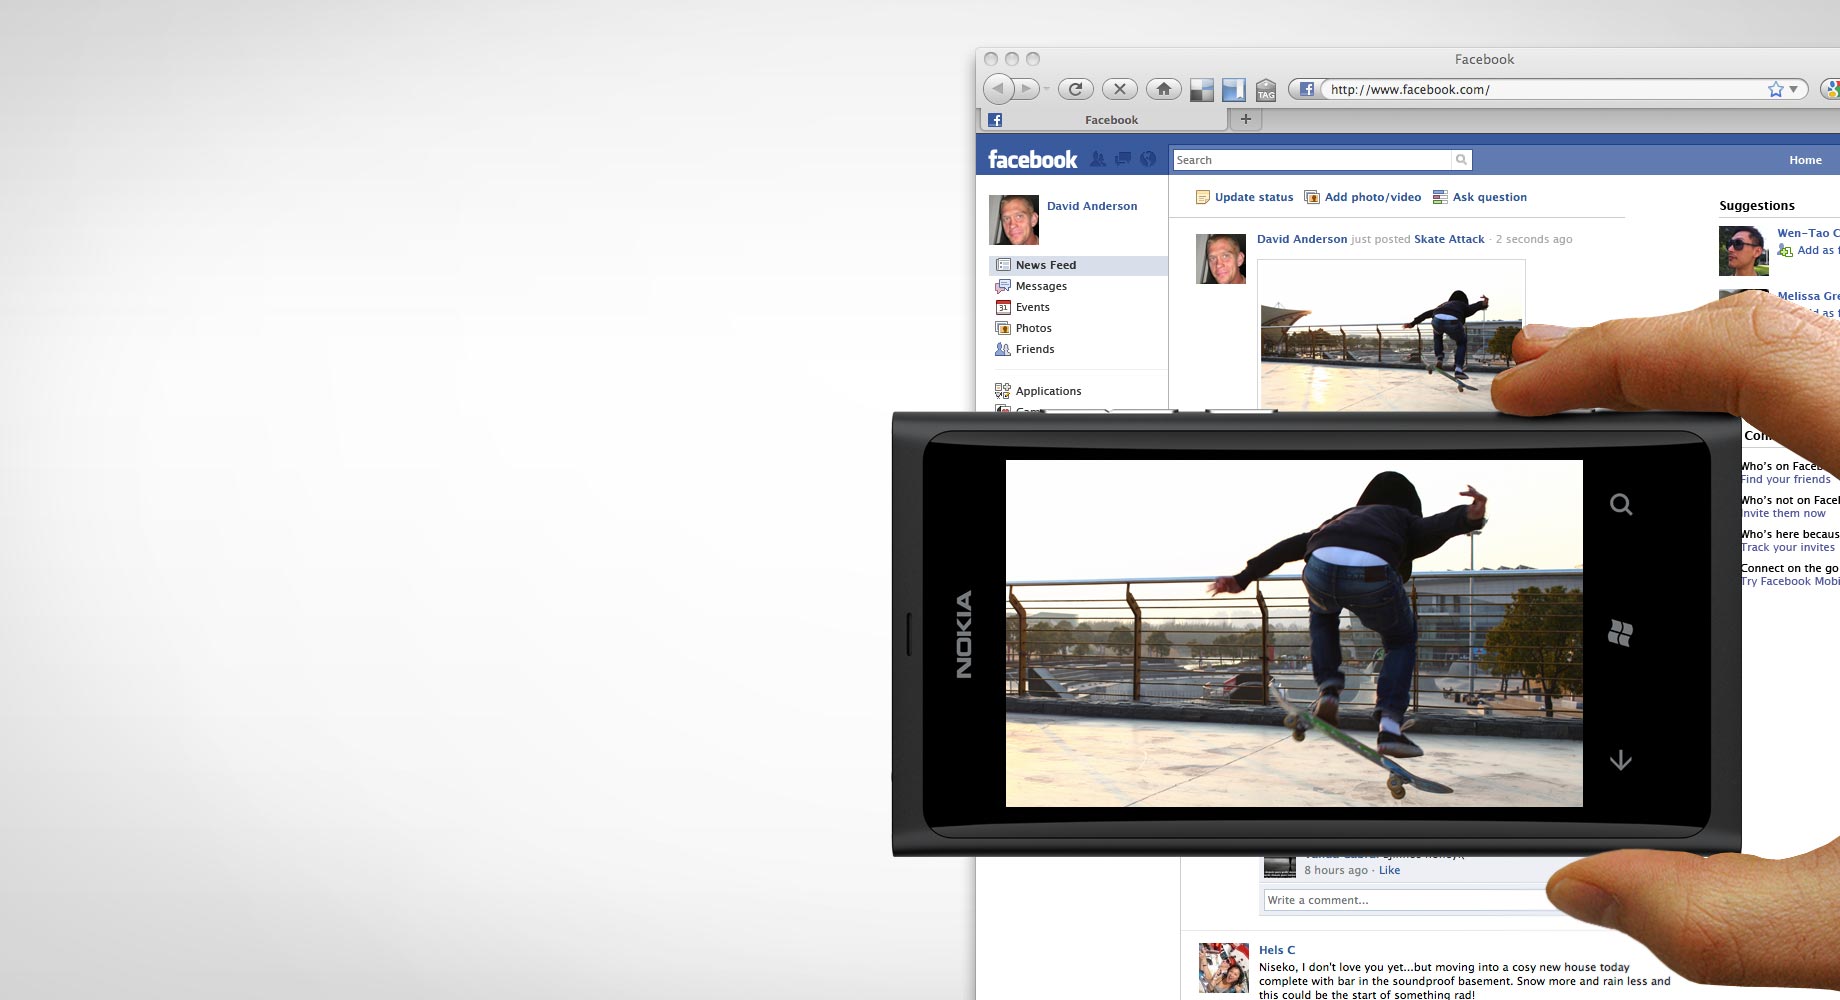 Facebook
TAG
http://www.facebook.com/
Facebook
facebook
Search
Home
David Anderson
Update status
Add photo/video
Ask question
Suggestions
David Anderson just posted Skate Attack · 2 seconds ago
Wen-Tao C
Add as f
News Feed
Messages
Events
31
Photos
Friends
Melissa Gre
d as f
Applications
Con
Who's on Faceb
Find your friends
Who's not on Facel
Invite them now
Who's here becaus
Track your invites
Connect on the go
Try Facebook Mobi
NOKIA
8 hours ago · Like
Write a comment...
Hels C
Niseko, I don't love you yet...but moving into a cosy new house today
complete with bar in the soundproof basement. Snow more and rain less and
this could be the start of something rad!